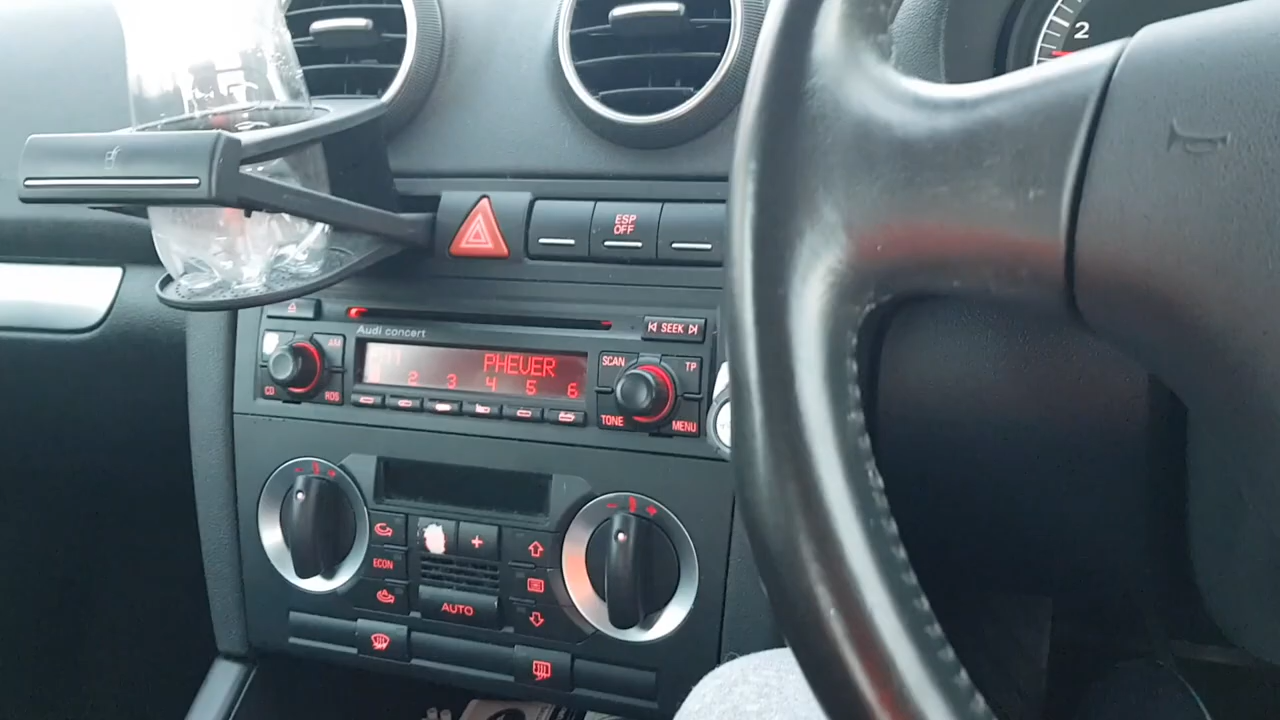 2
ESP
OFF
Audi concert
SEEK
AM
SCAN
TP
PHEVER
2 3 4 5 6
CD
RDS
TONE
MENU
ECON
AUTO